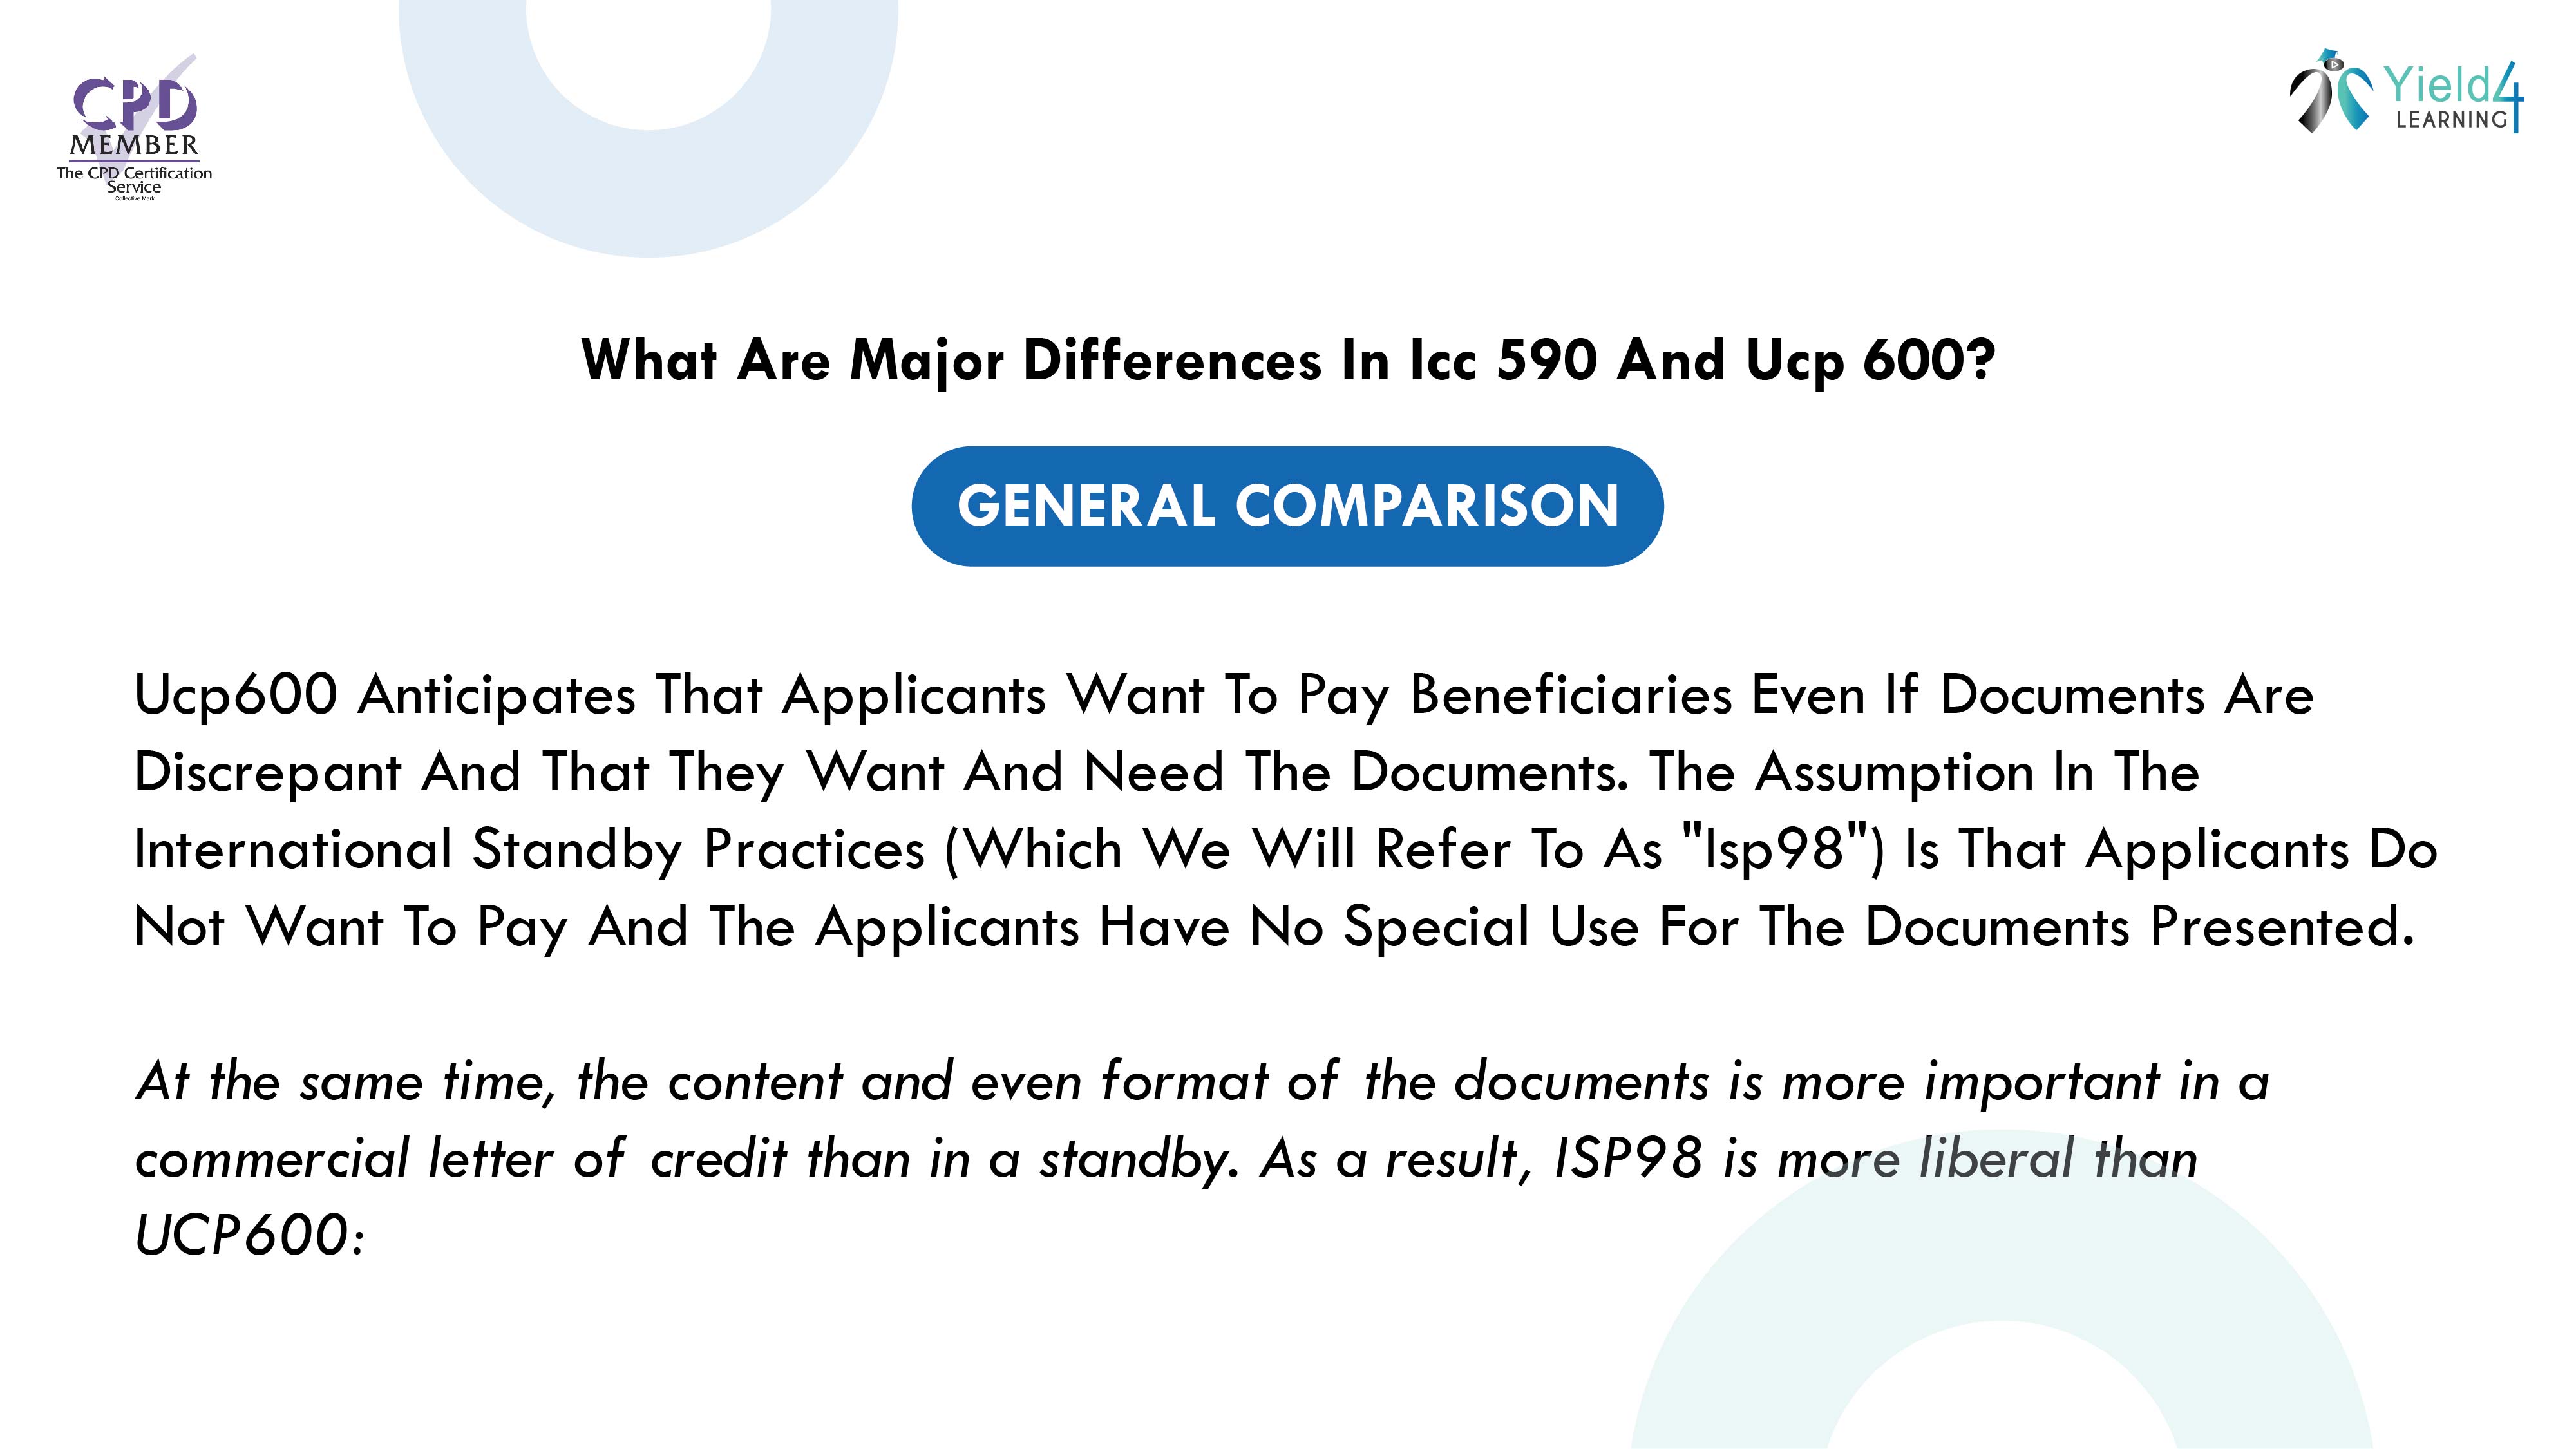 CPD
MEMBER
The CPD Certification
Service
Collective Mark
Yield4
LEARNING
What Are Major Differences In Icc 590 And Ucp 600?
GENERAL COMPARISON
Ucp600 Anticipates That Applicants Want To Pay Beneficiaries Even If Documents Are
Discrepant And That They Want And Need The Documents. The Assumption In The
International Standby Practices (Which We Will Refer To As "Isp98") Is That Applicants Do
Not Want To Pay And The Applicants Have No Special Use For The Documents Presented.
At the same time, the content and even format of the documents is more important in a
commercial letter of credit than in a standby. As a result, ISP98 is more liberal than
UCP600: